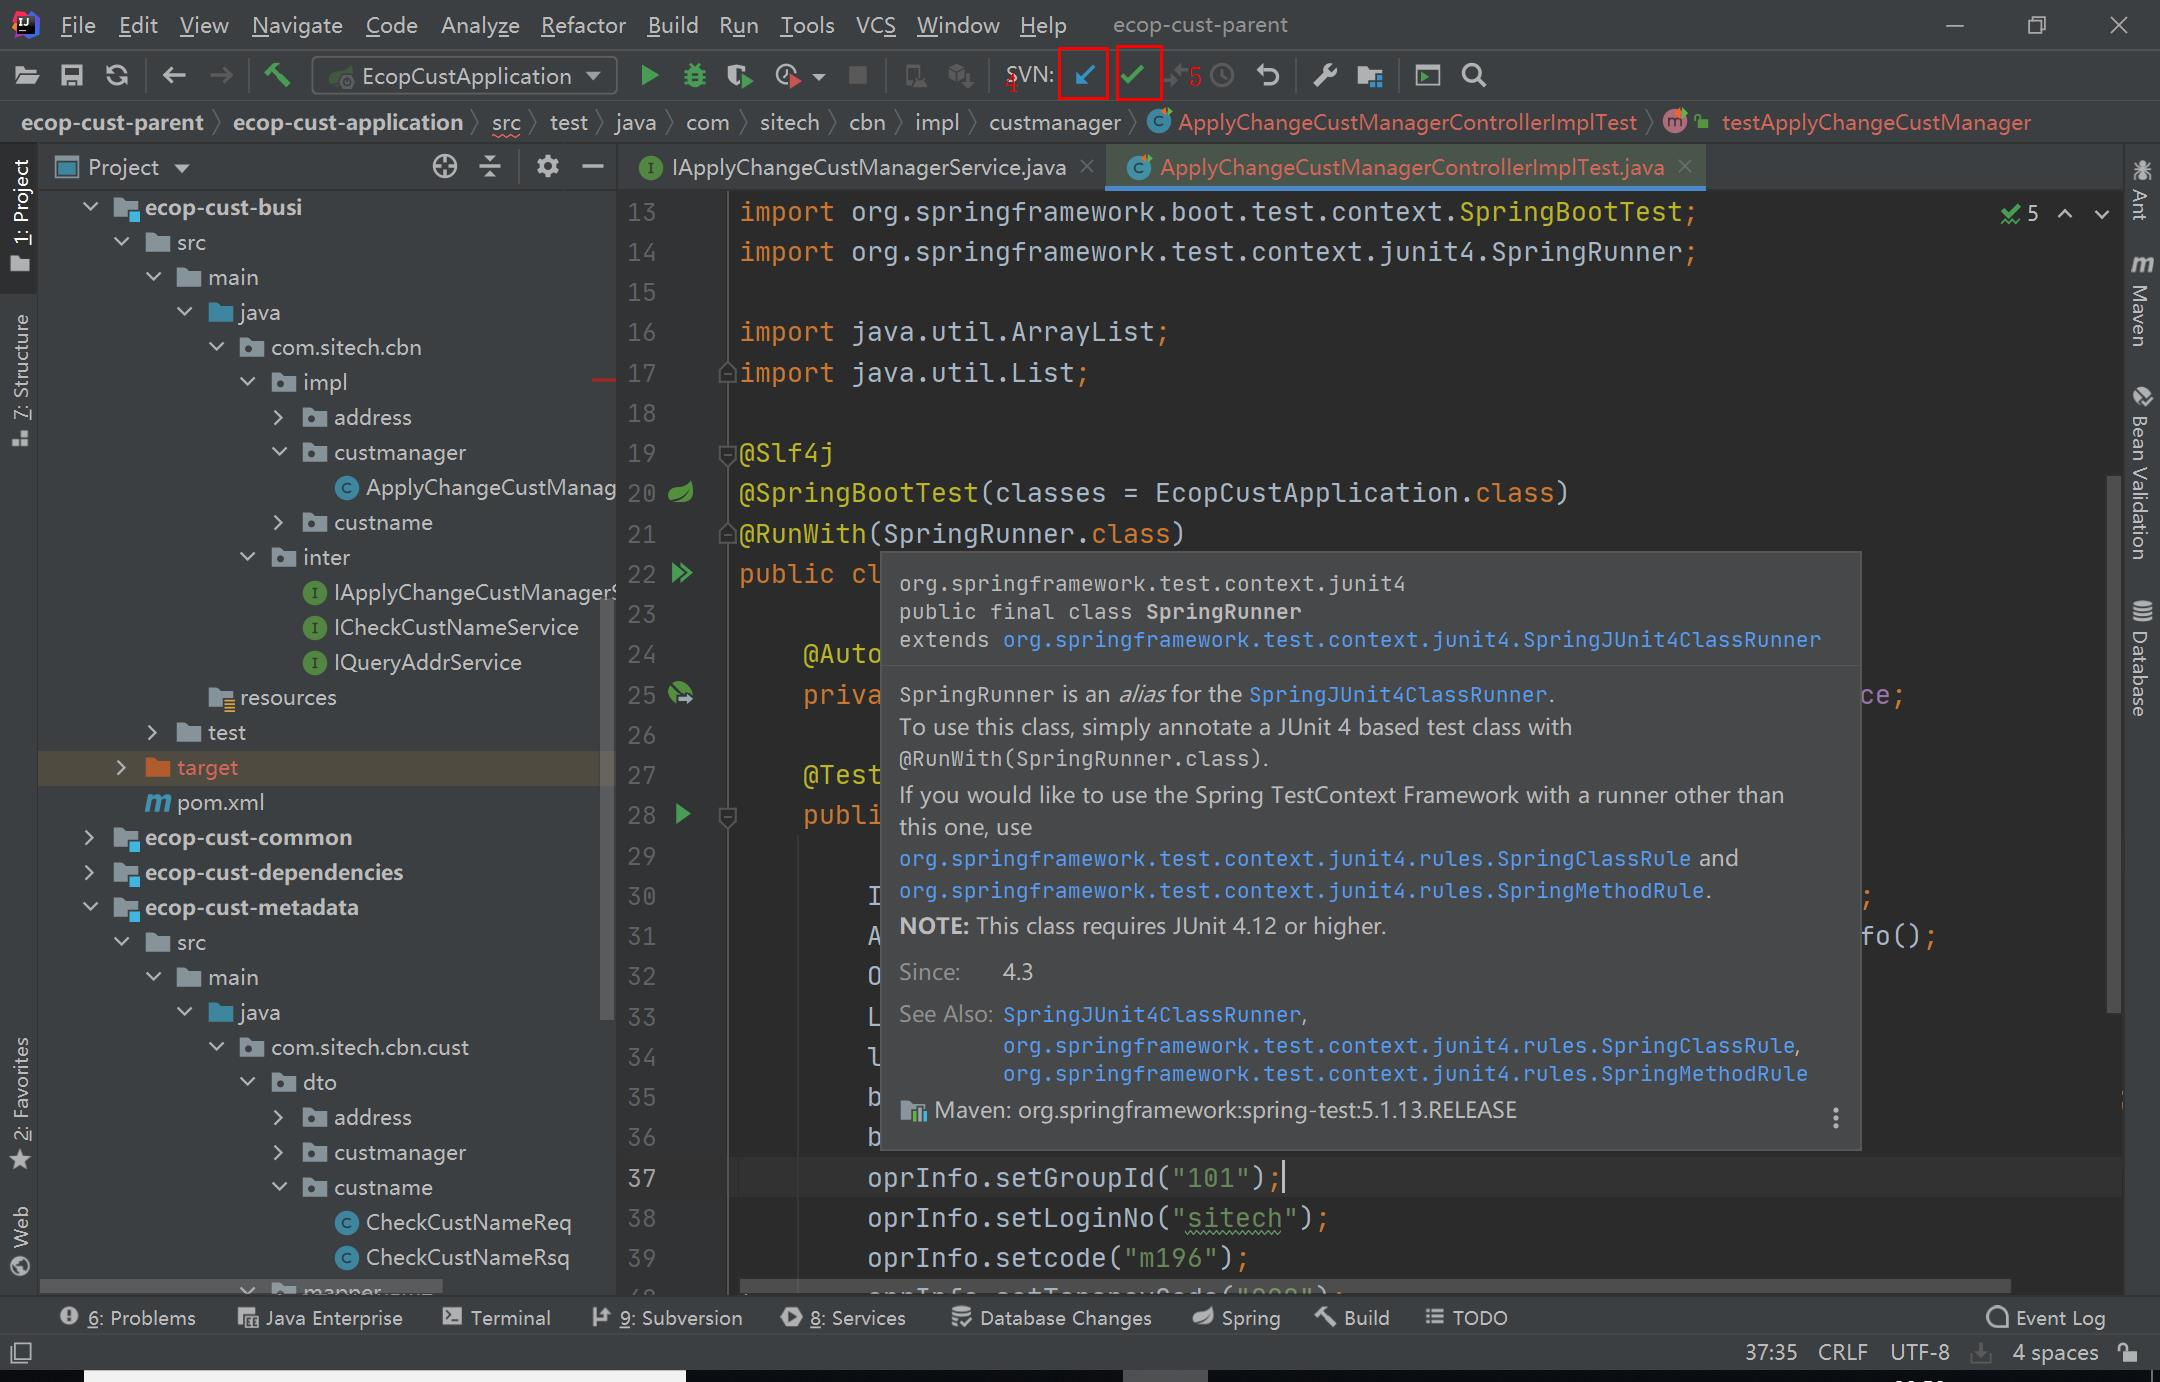 File Edit View Navigate Code Analyze Refactor Build Run Tools VCS Window Help ecop-cust-parent
EcopCustApplication SVN: 4 5
ecop-cust-parent ecop-cust-application src test java com sitech cbn impl custmanager ApplyChangeCustManagerControllerImplTest testApplyChangeCustManager
Project
IApplyChangeCustManagerService.java
ApplyChangeCustManagerControllerImplTest.java
1: Project
7: Structure
2: Favorites
Web
ecop-cust-busi
src
main
java
com.sitech.cbn
impl
address
custmanager
ApplyChangeCustManag
custname
inter
IApplyChangeCustManagerS
ICheckCustNameService
IQueryAddrService
resources
test
target
pom.xml
ecop-cust-common
ecop-cust-dependencies
ecop-cust-metadata
src
main
java
com.sitech.cbn.cust
dto
address
custmanager
custname
CheckCustNameReq
CheckCustNameRsq
mapper
5
13 import org.springframework.boot.test.context.SpringBootTest;
14 import org.springframework.test.context.junit4.SpringRunner;
15
16 import java.util.ArrayList;
17 import java.util.List;
18
19 @Slf4j
20 @SpringBootTest(classes = EcopCustApplication.class)
21 @RunWith(SpringRunner.class)
22 public cl
23
24 @Auto
25 priva ce;
26
27 @Test
28 publi
29
30 I ;
31 A fo();
32 O
33 L
34 l
35 b
36 b
37 oprInfo.setGroupId("101");
38 oprInfo.setLoginNo("sitech");
39 oprInfo.setcode("m196");
org.springframework.test.context.junit4
public final class SpringRunner
extends org.springframework.test.context.junit4.SpringJUnit4ClassRunner
SpringRunner is an alias for the SpringJUnit4ClassRunner.
To use this class, simply annotate a JUnit 4 based test class with
@RunWith(SpringRunner.class).
If you would like to use the Spring TestContext Framework with a runner other than
this one, use
org.springframework.test.context.junit4.rules.SpringClassRule and
org.springframework.test.context.junit4.rules.SpringMethodRule.
NOTE: This class requires JUnit 4.12 or higher.
Since: 4.3
See Also: SpringJUnit4ClassRunner,
org.springframework.test.context.junit4.rules.SpringClassRule,
org.springframework.test.context.junit4.rules.SpringMethodRule
Maven: org.springframework:spring-test:5.1.13.RELEASE
Ant
Maven
Bean Validation
Database
6: Problems Java Enterprise Terminal 9: Subversion 8: Services Database Changes Spring Build TODO Event Log
37:35 CRLF UTF-8 4 spaces